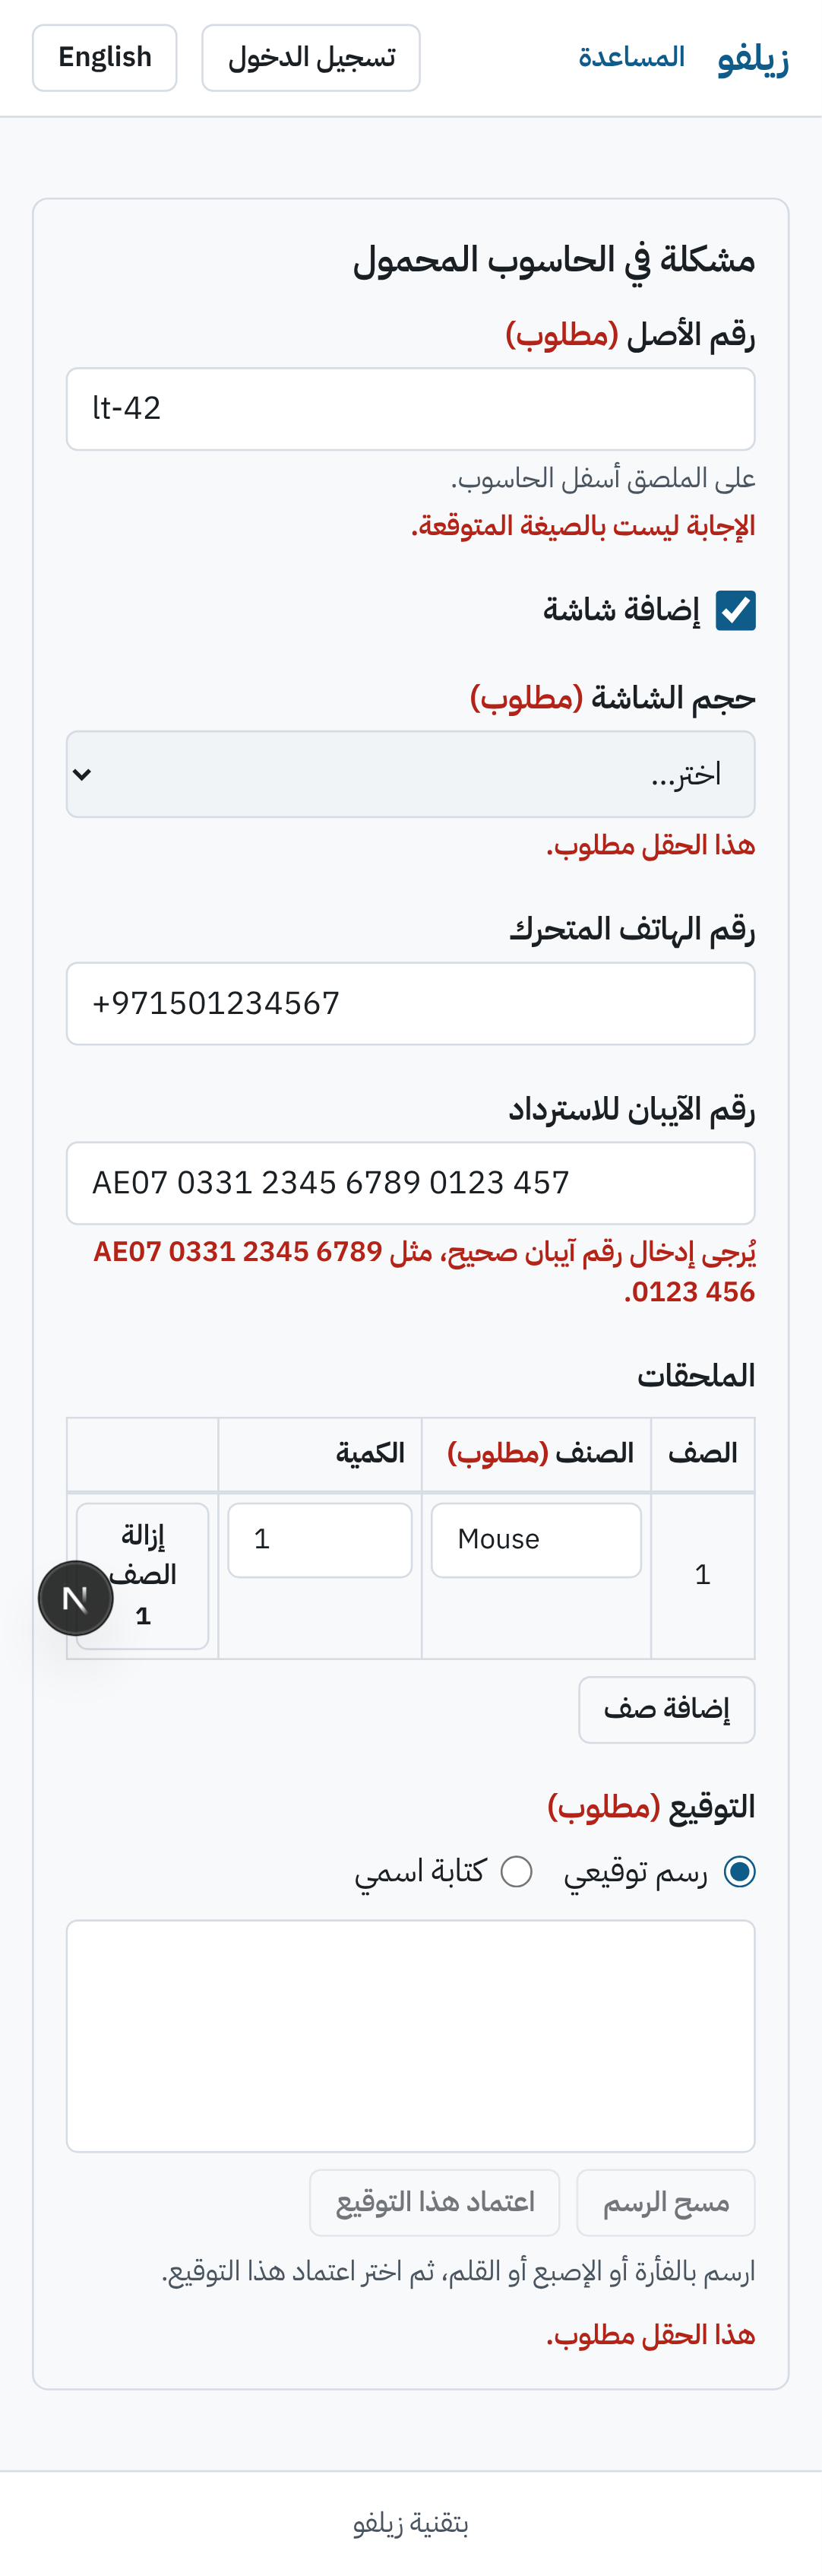 زيلفو
المساعدة
تسجيل الدخول
English
مشكلة في الحاسوب المحمول
رقم الأصل (مطلوب)
lt-42
على الملصق أسفل الحاسوب.
الإجابة ليست بالصيغة المتوقعة.
إضافة شاشة
حجم الشاشة (مطلوب)
اختر...
هذا الحقل مطلوب.
رقم الهاتف المتحرك
+971501234567
رقم الآيبان للاسترداد
AE07 0331 2345 6789 0123 457
يُرجى إدخال رقم آيبان صحيح، مثل AE07 0331 2345 6789
0123 456.
الملحقات
الصف
الصنف (مطلوب)
الكمية
1
Mouse
1
إزالة
الصف
1
N
إضافة صف
التوقيع (مطلوب)
رسم توقيعي
كتابة اسمي
مسح الرسم
اعتماد هذا التوقيع
ارسم بالفأرة أو الإصبع أو القلم، ثم اختر اعتماد هذا التوقيع.
هذا الحقل مطلوب.
بتقنية زيلفو